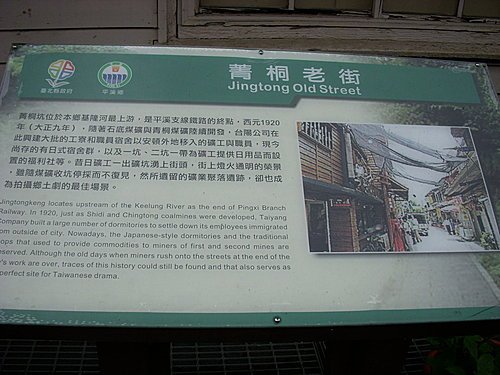 臺北縣政府
平溪鄉
菁桐老街
Jingtong Old Street
菁桐坑位於本鄉基隆河最上游，是平溪支線鐵路的終點，西元1920
年（大正九年），隨著石底煤礦與青桐煤礦陸續開發，台陽公司在
此興建大批的工寮和職員宿舍以安頓外地移入的礦工與職員，現今
尚存的有日式宿舍群，以及一坑、二坑一帶為礦工提供日用品而設
置的福利社等。昔日礦工一出礦坑湧上街頭，街上燈火通明的榮景
，雖隨煤礦收坑停採而不復見，然所遺留的礦業聚落遺跡，卻也成
為拍攝鄉土劇的最佳場景。
Jingtongkeng locates upstream of the Keelung River as the end of Pingxi Branch
Railway. In 1920, just as Shidi and Chingtong coalmines were developed, Taiyang
Company built a large number of dormitories to settle down its employees immigrated
om outside of city. Nowadays, the Japanese-style dormitories and the traditional
ops that used to provide commodities to miners of first and second mines are
served. Although the old days when miners rush onto the streets at the end of the
y's work are over, traces of this history could still be found and that also serves as
perfect site for Taiwanese drama.